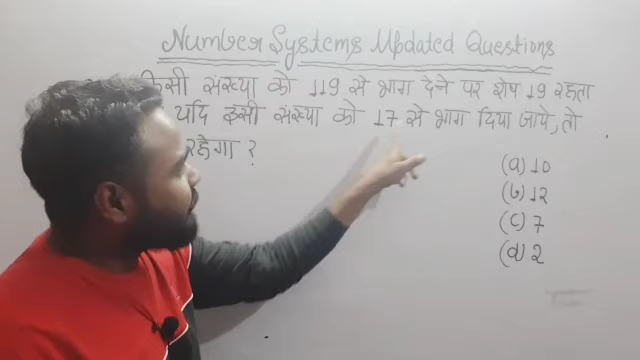 Number Systems Updated Questions
किसी संख्या को 119 से भाग देने पर शेष 19 रहता
यदि इसी संख्या को 17 से भाग दिया जाये, तो
रहेगा ?
(a) 10
(b) 12
(c) 7
(d) 2